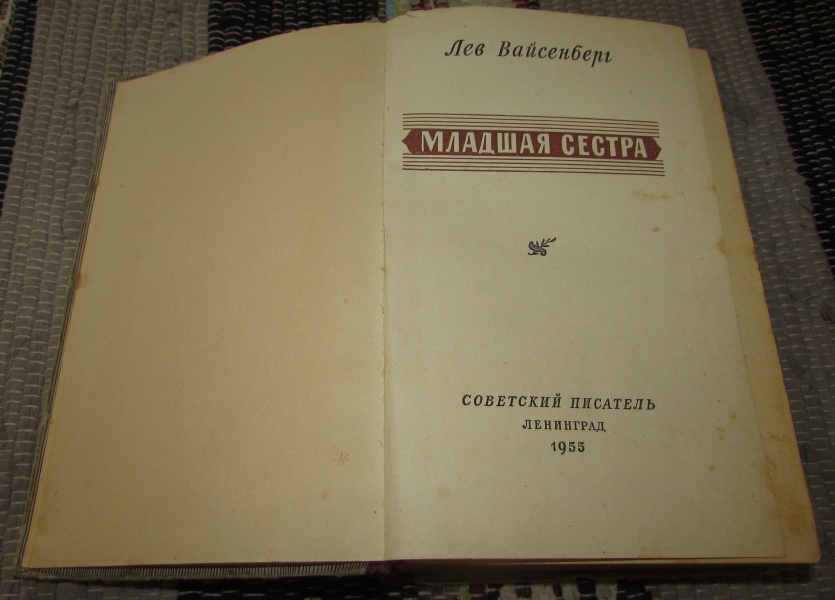 Лев Вайсенберг
МЛАДШАЯ СЕСТРА
СОВЕТСКИЙ ПИСАТЕЛЬ
ЛЕНИНГРАД
1955